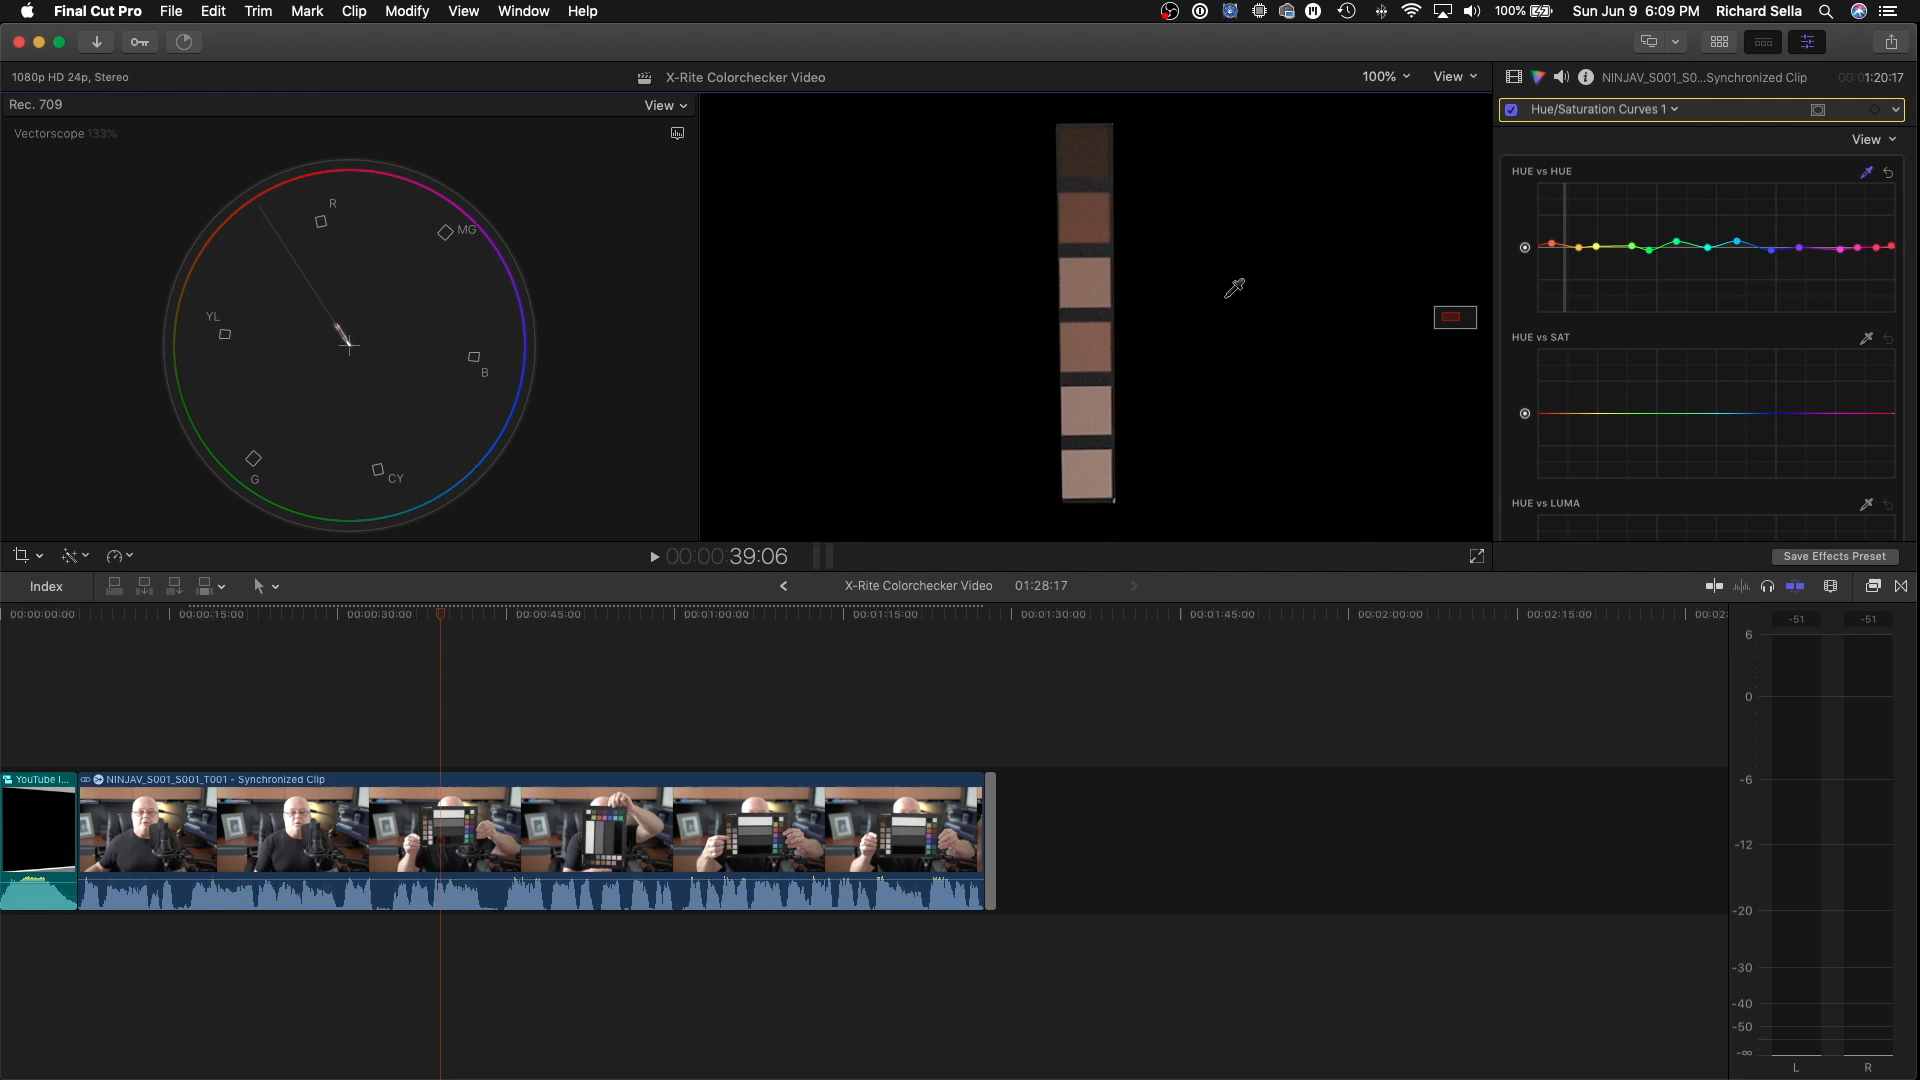 Final Cut Pro File Edit Trim Mark Clip Modify View Window Help
100% Sun Jun 9 6:09 PM Richard Sella
1080p HD 24p, Stereo
X-Rite Colorchecker Video
100% View
NINJAV_S001_S0...Synchronized Clip
00:01:20:17
Rec. 709
View
Hue/Saturation Curves 1
Vectorscope 133%
View
HUE vs HUE
R
MG
YL
B
G
CY
HUE vs SAT
HUE vs LUMA
00:00:39:06
Save Effects Preset
Index
X-Rite Colorchecker Video 01:28:17
00:00:00:00 00:00:15:00 00:00:30:00 00:00:45:00 00:01:00:00 00:01:15:00 00:01:30:00 00:01:45:00 00:02:00:00 00:02:15:00 00:02:
-51 -51
6
0
-6
-12
-20
-30
-40
-50
-∞
L R
YouTube I...
NINJAV_S001_S001_T001 - Synchronized Clip